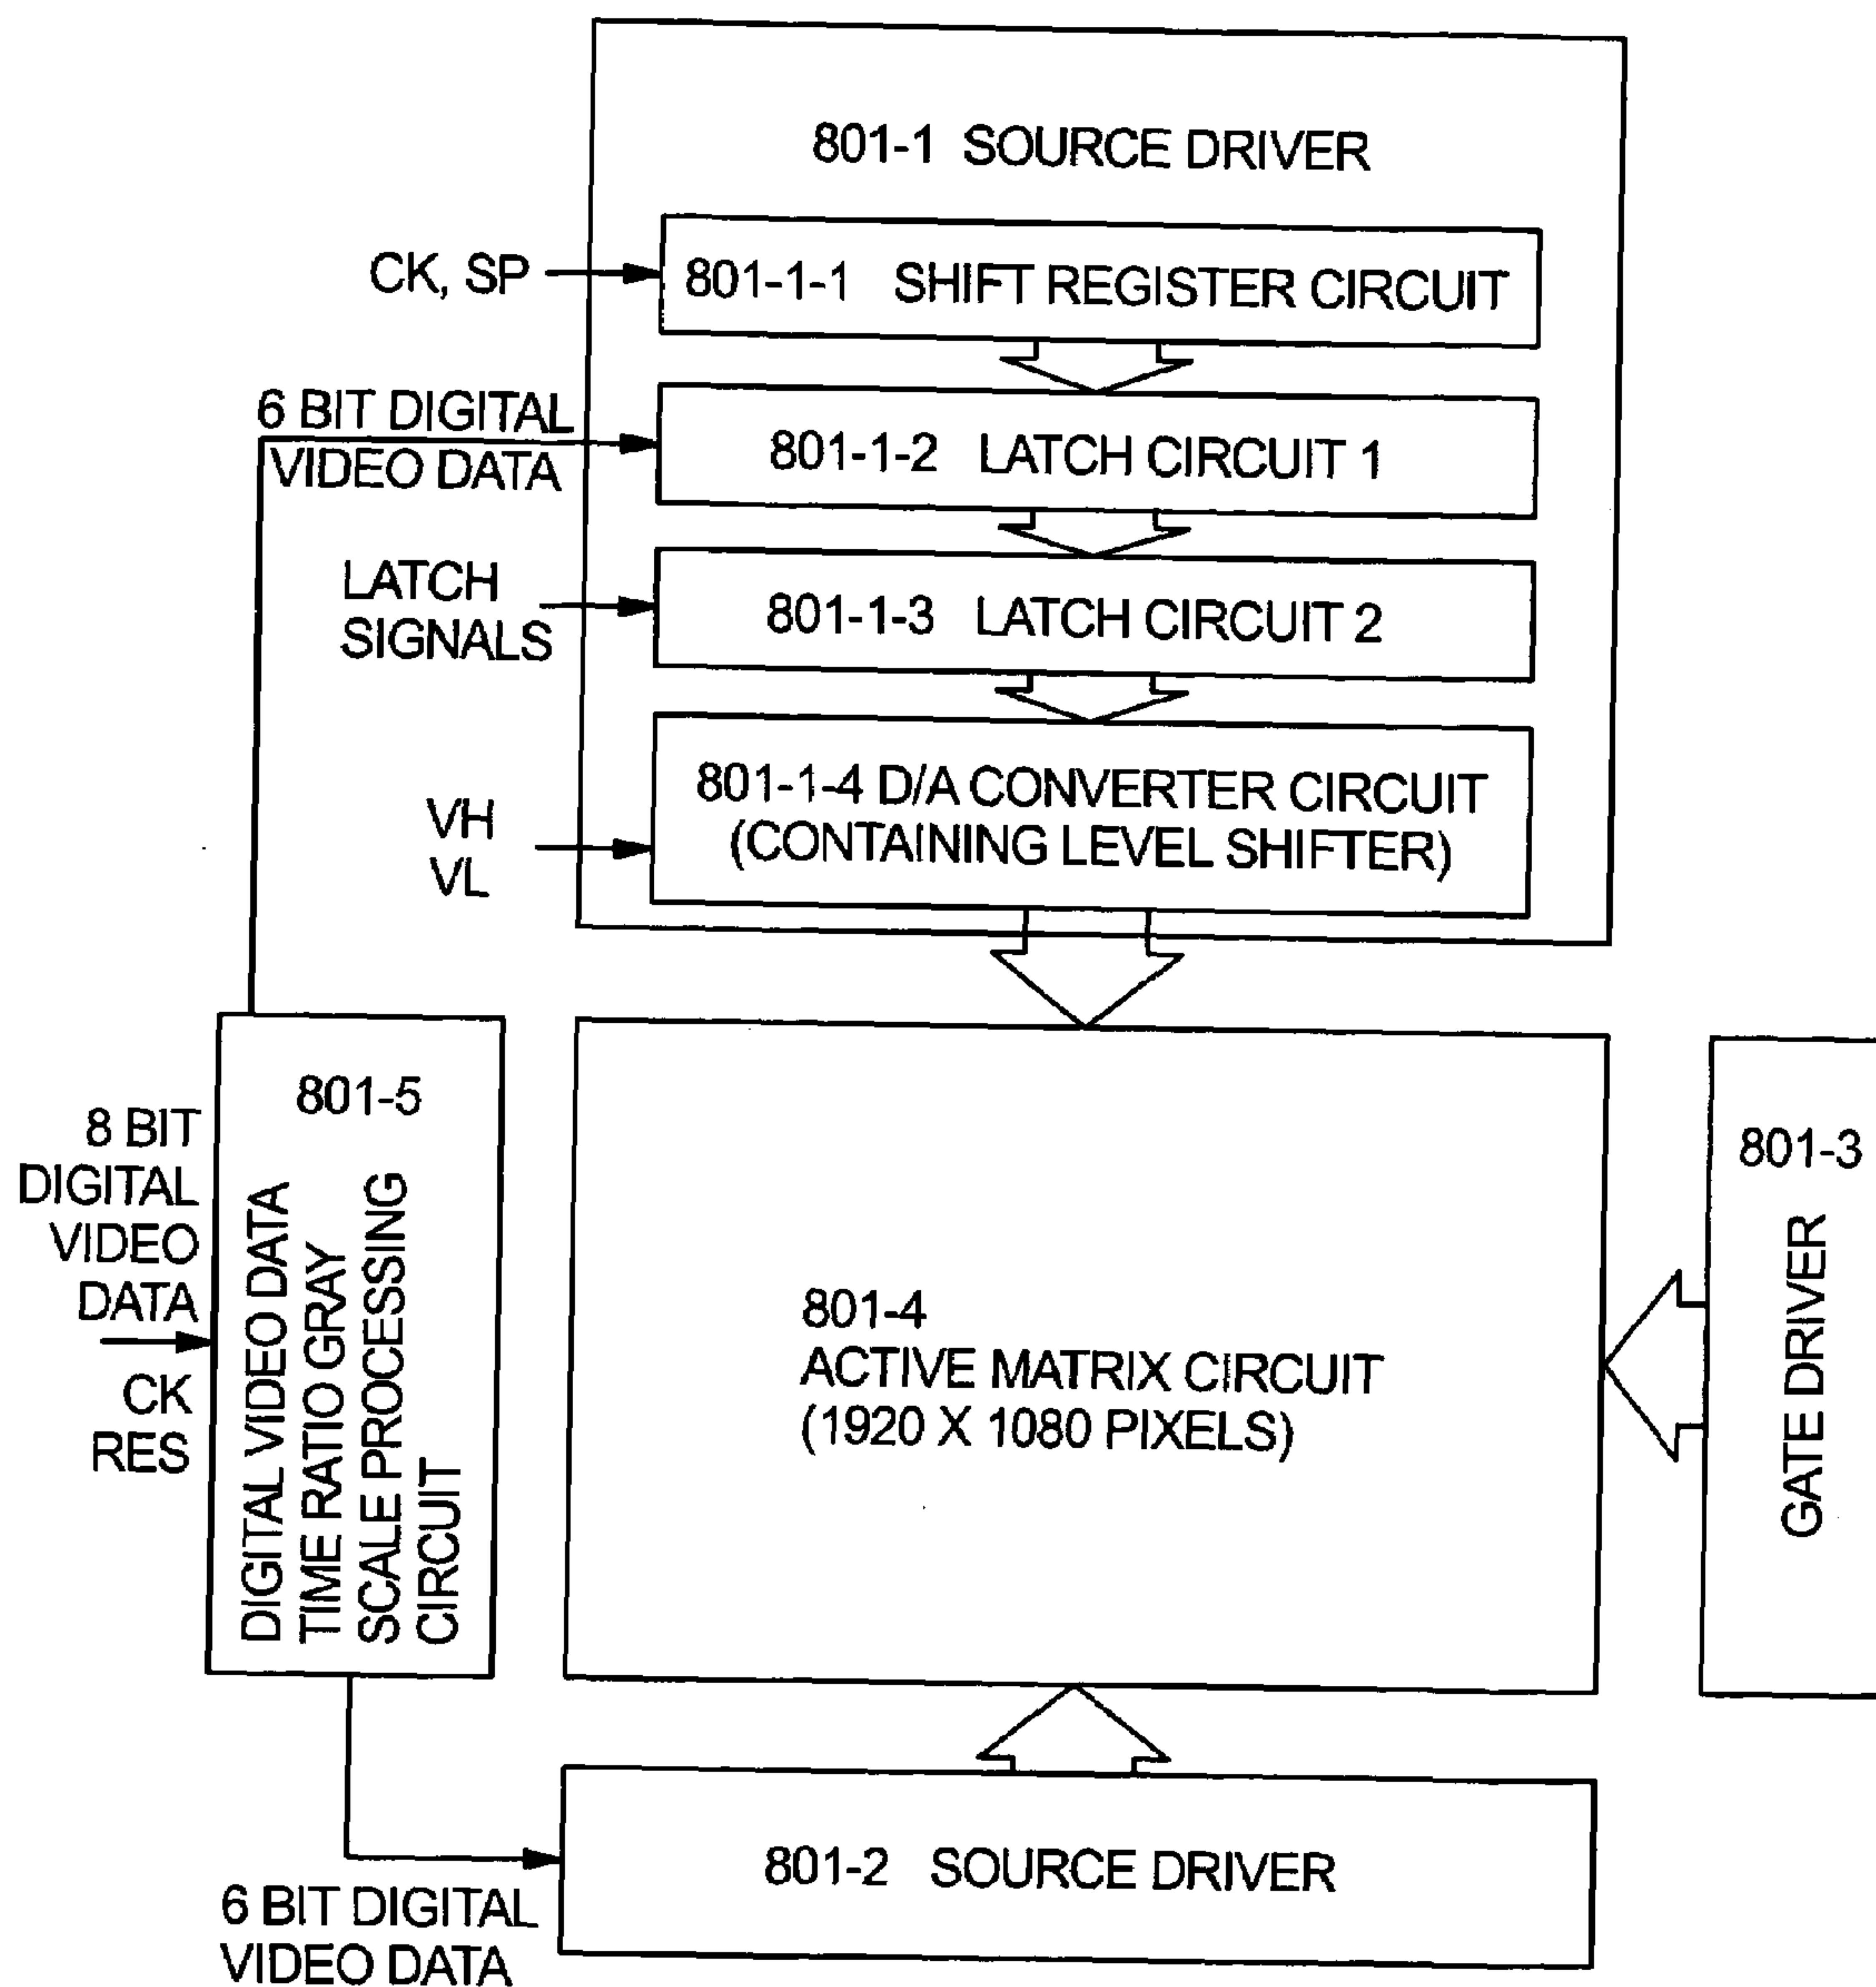 801-1 SOURCE DRIVER
CK, SP
801-1-1 SHIFT REGISTER CIRCUIT
6 BIT DIGITAL
VIDEO DATA
801-1-2 LATCH CIRCUIT 1
LATCH
SIGNALS
801-1-3 LATCH CIRCUIT 2
VH
VL
801-1-4 D/A CONVERTER CIRCUIT
(CONTAINING LEVEL SHIFTER)
8 BIT
DIGITAL
VIDEO
DATA
CK
RES
801-5
DIGITAL VIDEO DATA
TIME RATIO GRAY
SCALE PROCESSING
CIRCUIT
801-4
ACTIVE MATRIX CIRCUIT
(1920 X 1080 PIXELS)
801-3
GATE DRIVER
801-2 SOURCE DRIVER
6 BIT DIGITAL
VIDEO DATA